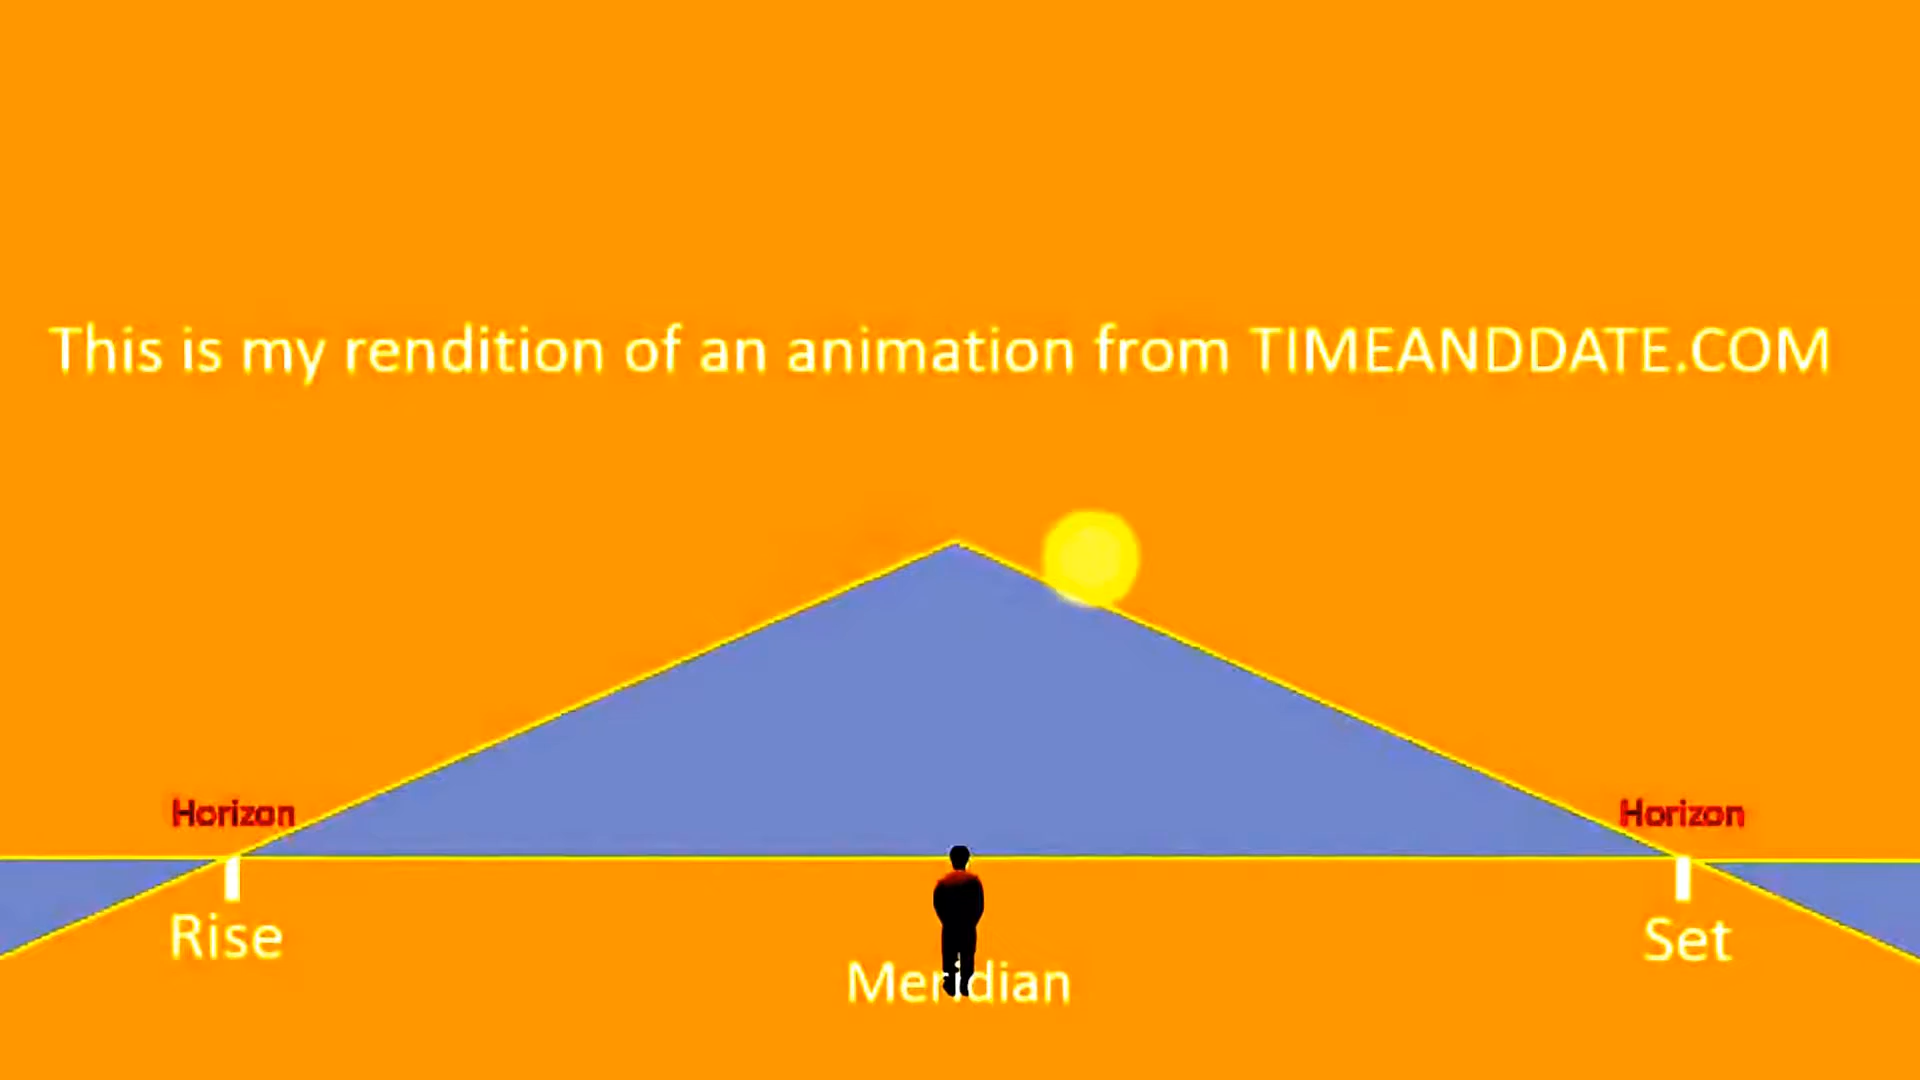 This is my rendition of an animation from TIMEANDDATE.COM
Horizon Horizon
Rise Set
Meridian